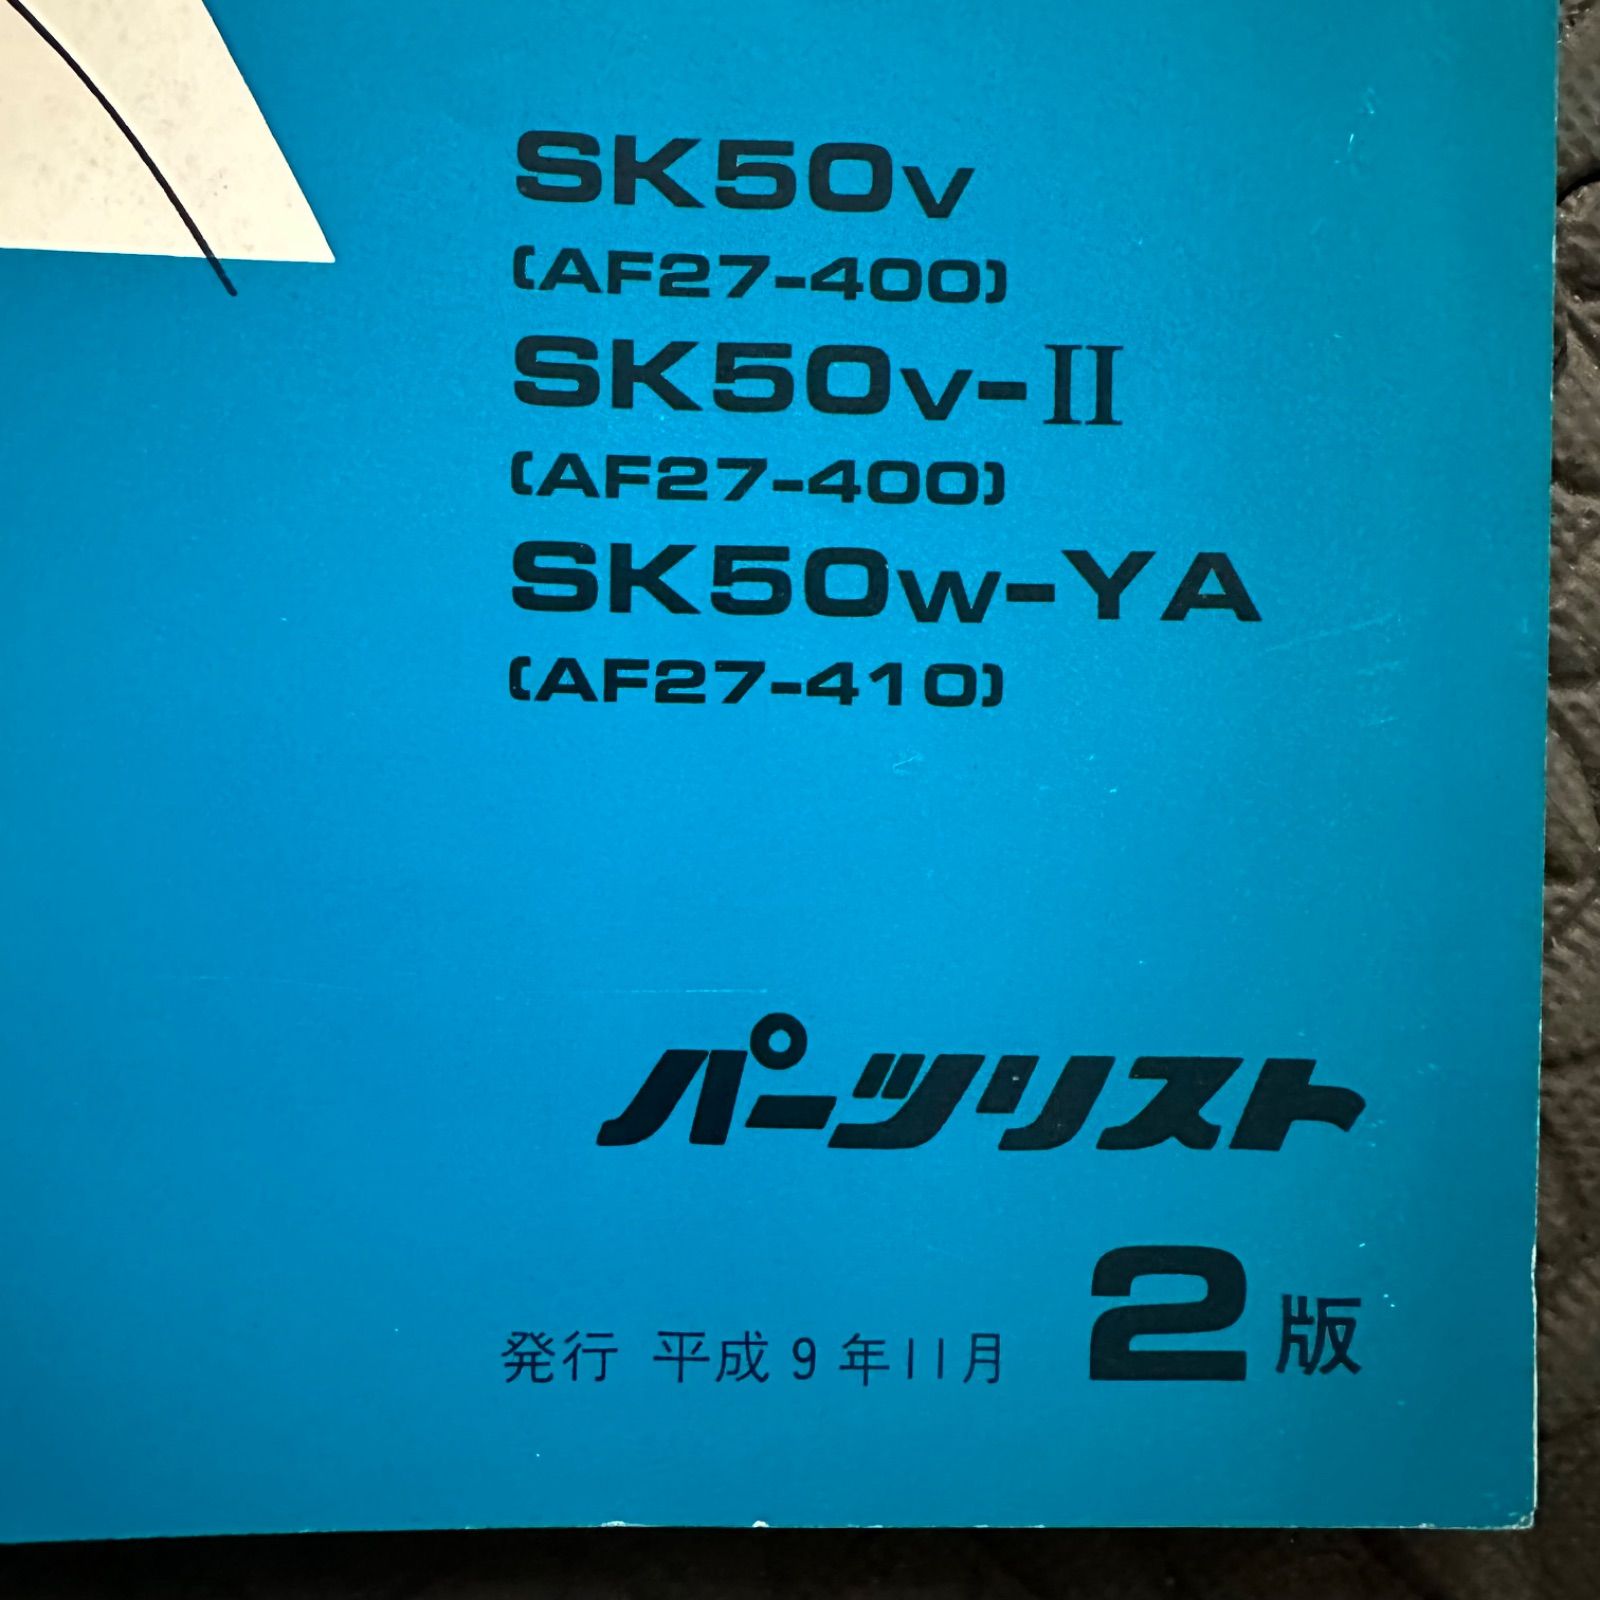 SK50V
(AF27-400)
SK50V-II
(AF27-400)
SK50W-YA
(AF27-410)
パーツリスト
発行 平成9年11月 2版